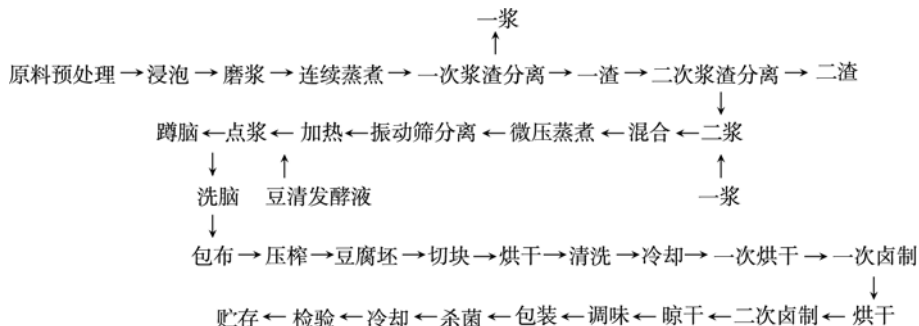 一浆
原料预处理→浸泡→磨浆→连续蒸煮→一次浆渣分离→一渣→二次浆渣分离→二渣
蹲脑←点浆←加热←振动筛分离←微压蒸煮←混合←二浆
洗脑 豆清发酵液 一浆
包布→压榨→豆腐坯→切块→烘干→清洗→冷却→一次烘干→一次卤制
贮存←检验←冷却←杀菌←包装←调味←晾干←二次卤制←烘干